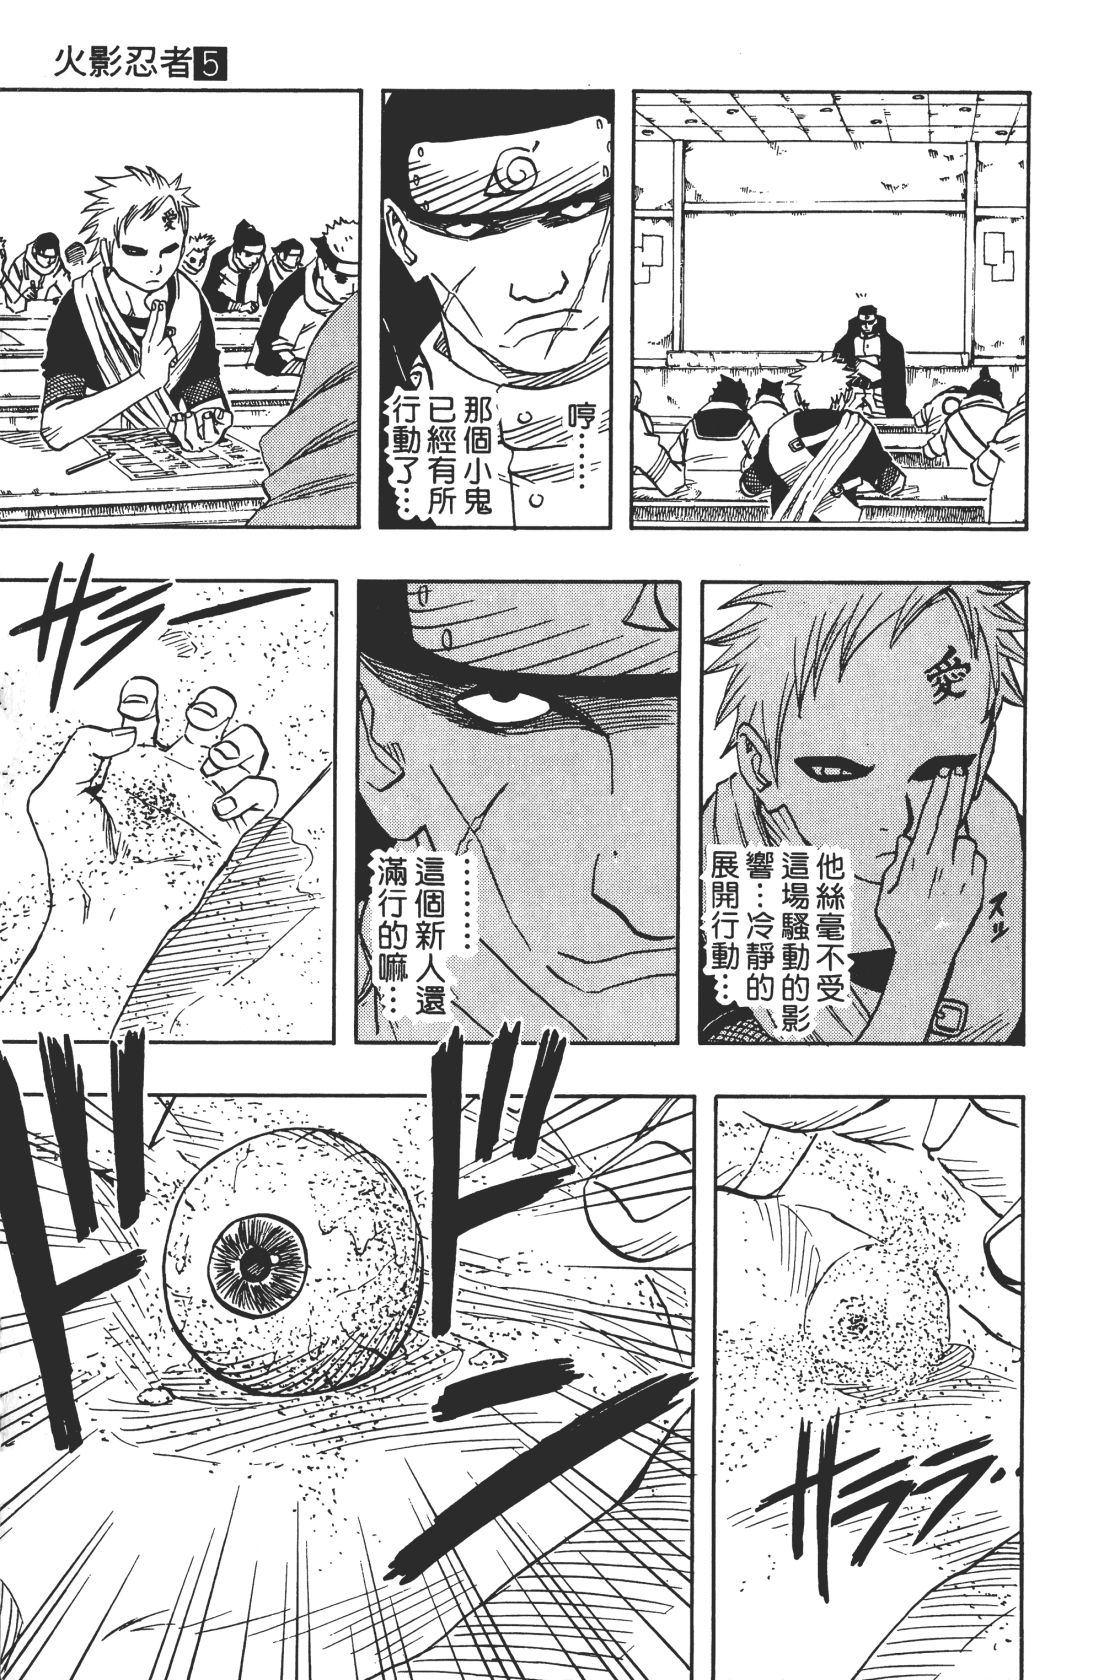 火影忍者5
哼……
那個小鬼
已經有所
行動了…
愛
他絲毫不受
這場騷動的影
響…冷靜的
展開行動…
スッ
愛
………
這個新人還
滿行的嘛…
サラー
サラララ…
ドドーン